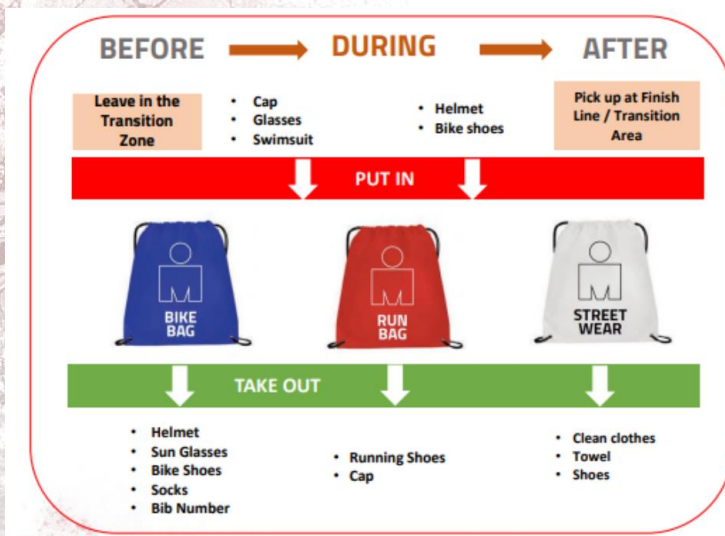 BEFORE
DURING
AFTER
Leave in the
Transition
Zone
• Cap
• Glasses
• Swimsuit
• Helmet
• Bike shoes
Pick up at Finish
Line / Transition
Area
PUT IN
BIKE
BAG
RUN
BAG
STREET
WEAR
TAKE OUT
• Helmet
• Sun Glasses
• Bike Shoes
• Socks
• Bib Number
• Running Shoes
• Cap
• Clean clothes
• Towel
• Shoes